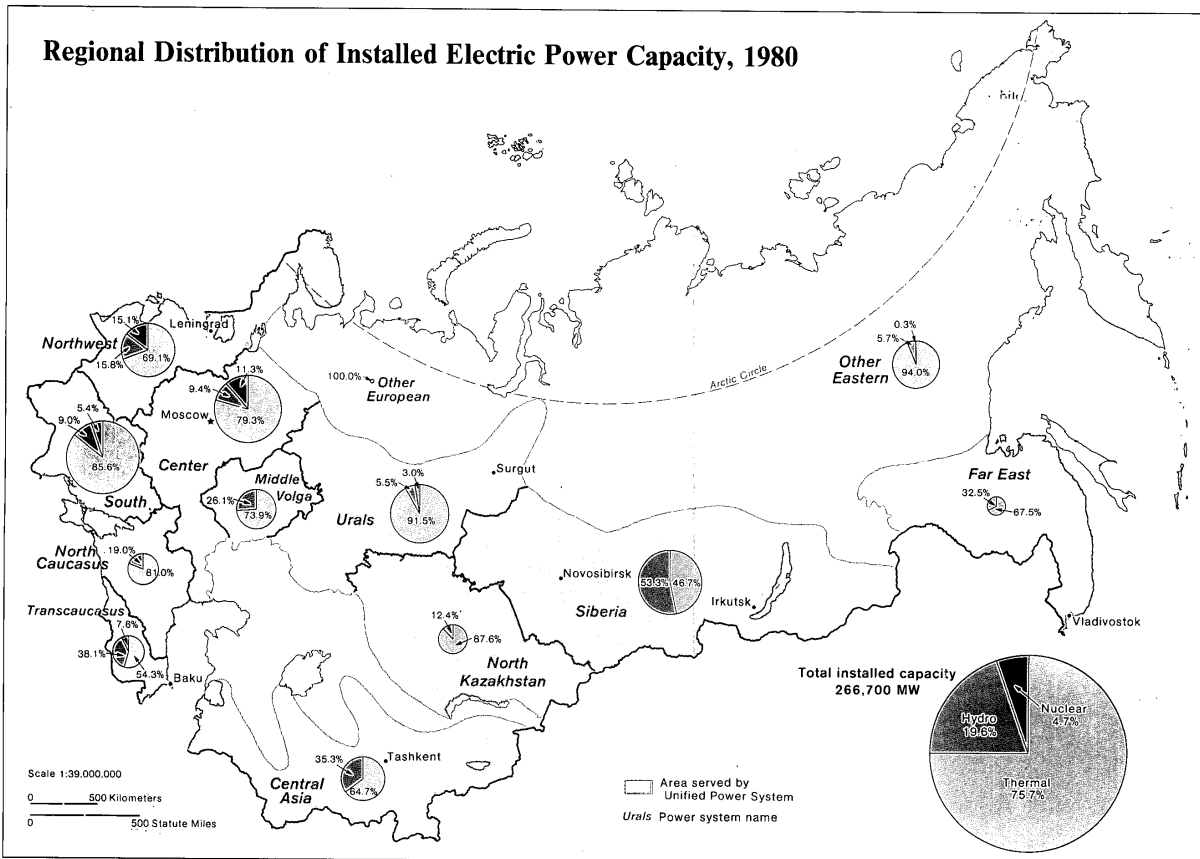 Regional Distribution of Installed Electric Power Capacity, 1980
Arctic Circle
15.1%
Leningrad
Northwest
15.8%
69.1%
0.3%
5.7%
Other
Eastern
94.0%
100.0%
Other
European
11.3%
9.4%
Moscow
79.3%
Center
5.4%
9.0%
85.6%
South
Middle
Volga
26.1%
73.9%
3.0%
5.5%
Urals
91.5%
Surgut
Far East
32.5%
67.5%
North
Caucasus
19.0%
81.0%
Novosibirsk
53.3%
46.7%
Siberia
Irkutsk
Vladivostok
Transcaucasus
7.6%
38.1%
54.3%
Baku
12.4%
87.6%
North
Kazakhstan
Total installed capacity
266,700 MW
Nuclear
4.7%
Hydro
19.6%
Thermal
75.7%
35.3%
Tashkent
Central
Asia
64.7%
Scale 1:39,000,000
0 500 Kilometers
0 500 Statute Miles
Area served by
Unified Power System
Urals Power system name